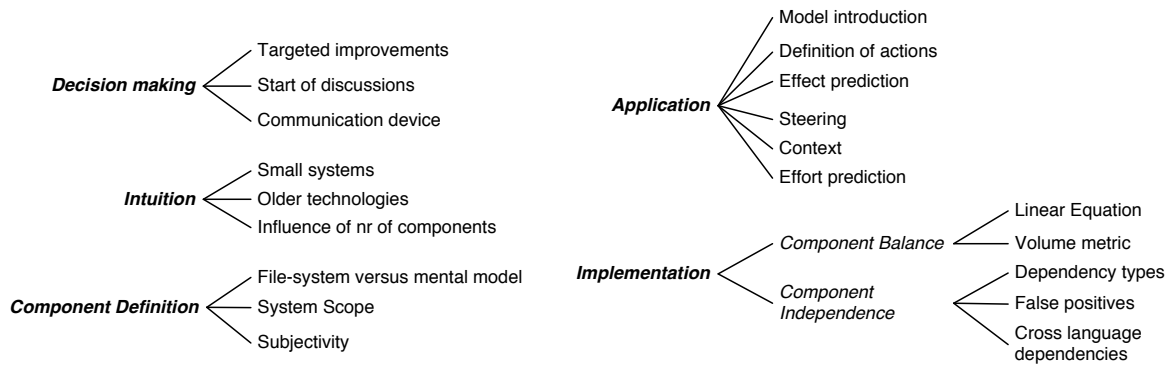 Decision making
Targeted improvements
Start of discussions
Communication device
Intuition
Small systems
Older technologies
Influence of nr of components
Component Definition
File-system versus mental model
System Scope
Subjectivity
Application
Model introduction
Definition of actions
Effect prediction
Steering
Context
Effort prediction
Implementation
Component Balance
Linear Equation
Volume metric
Component
Independence
Dependency types
False positives
Cross language
dependencies